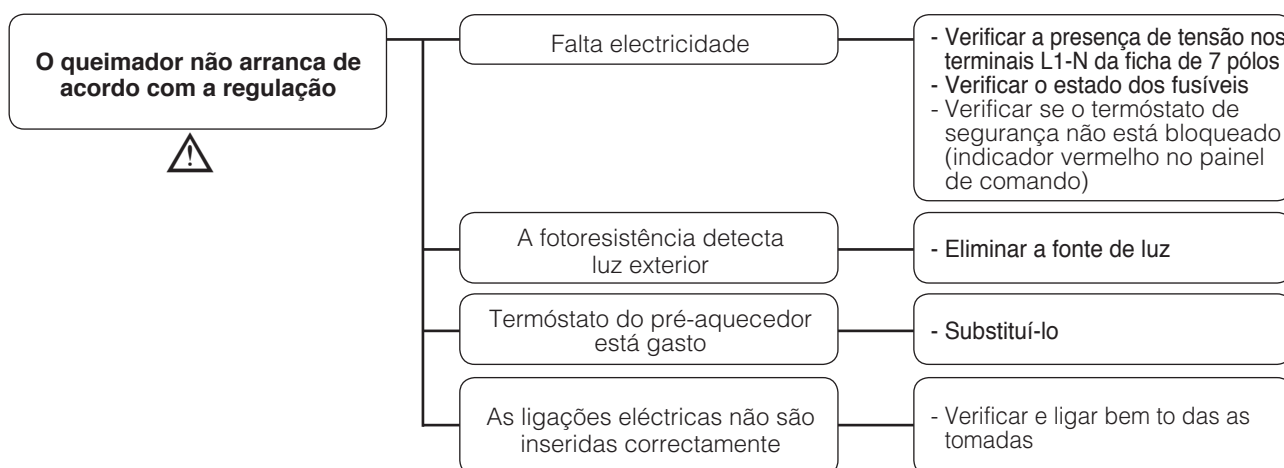 O queimador não arranca de
acordo com a regulação
Falta electricidade
- Verificar a presença de tensão nos
terminais L1-N da ficha de 7 pólos
- Verificar o estado dos fusíveis
- Verificar se o termóstato de
segurança não está bloqueado
(indicador vermelho no painel
de comando)
A fotoresistência detecta
luz exterior
- Eliminar a fonte de luz
Termóstato do pré-aquecedor
está gasto
- Substituí-lo
As ligações eléctricas não são
inseridas correctamente
- Verificar e ligar bem to das as
tomadas